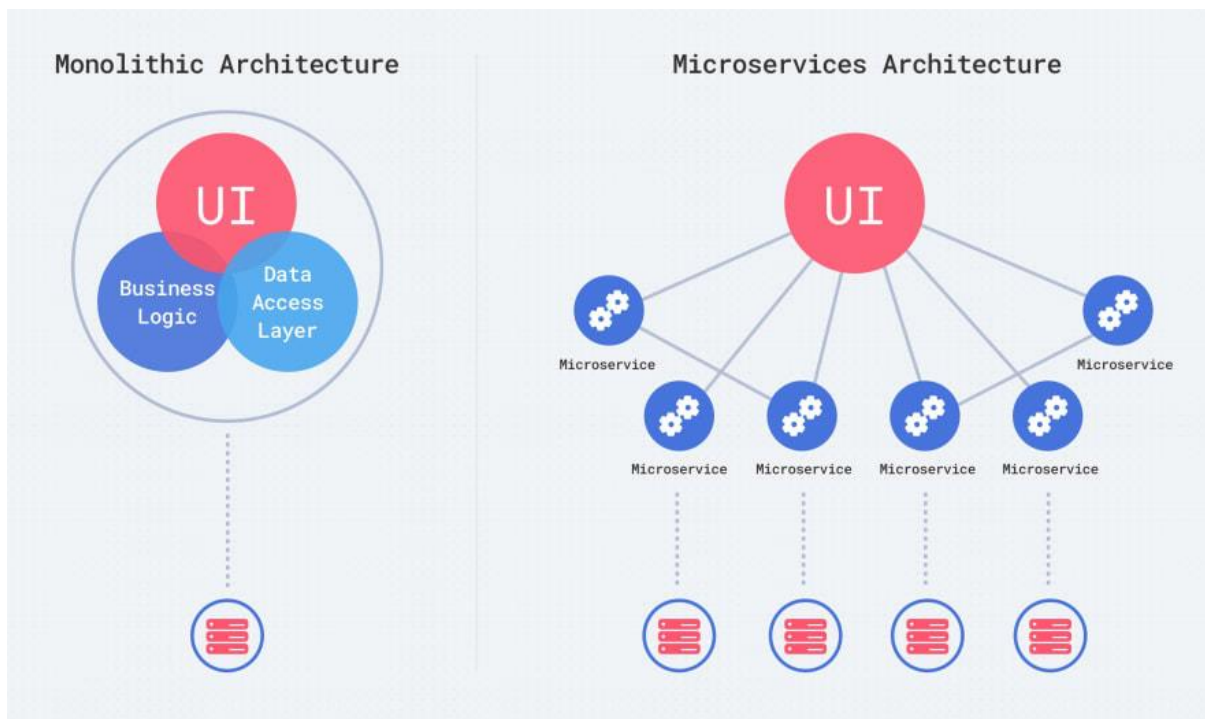 Monolithic Architecture
UI
Business
Logic
Data
Access
Layer
Microservices Architecture
UI
Microservice
Microservice
Microservice
Microservice
Microservice
Microservice